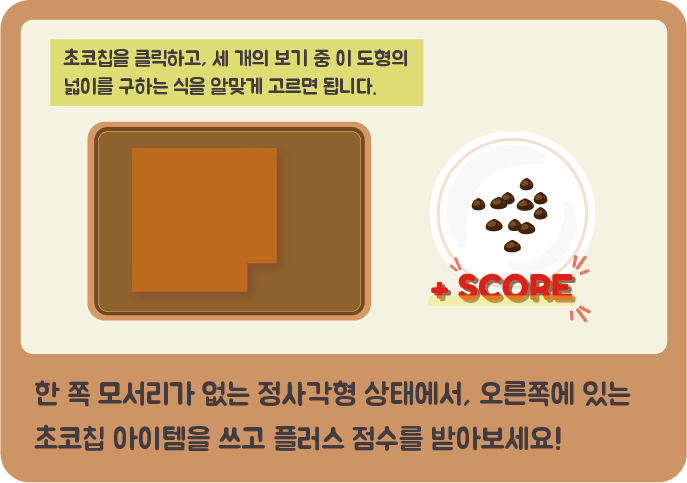 초코칩을 클릭하고, 세 개의 보기 중 이 도형의
넓이를 구하는 식을 알맞게 고르면 됩니다.
+ SCORE
한 쪽 모서리가 없는 정사각형 상태에서, 오른쪽에 있는
초코칩 아이템을 쓰고 플러스 점수를 받아보세요!